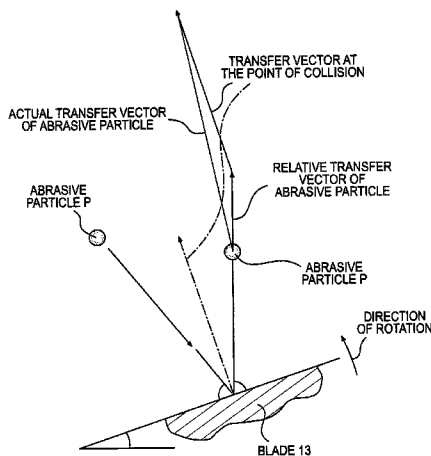 TRANSFER VECTOR AT
THE POINT OF COLLISION
ACTUAL TRANSFER VECTOR
OF ABRASIVE PARTICLE
RELATIVE TRANSFER
VECTOR OF
ABRASIVE PARTICLE
ABRASIVE
PARTICLE P
ABRASIVE
PARTICLE P
DIRECTION
OF ROTATION
BLADE 13